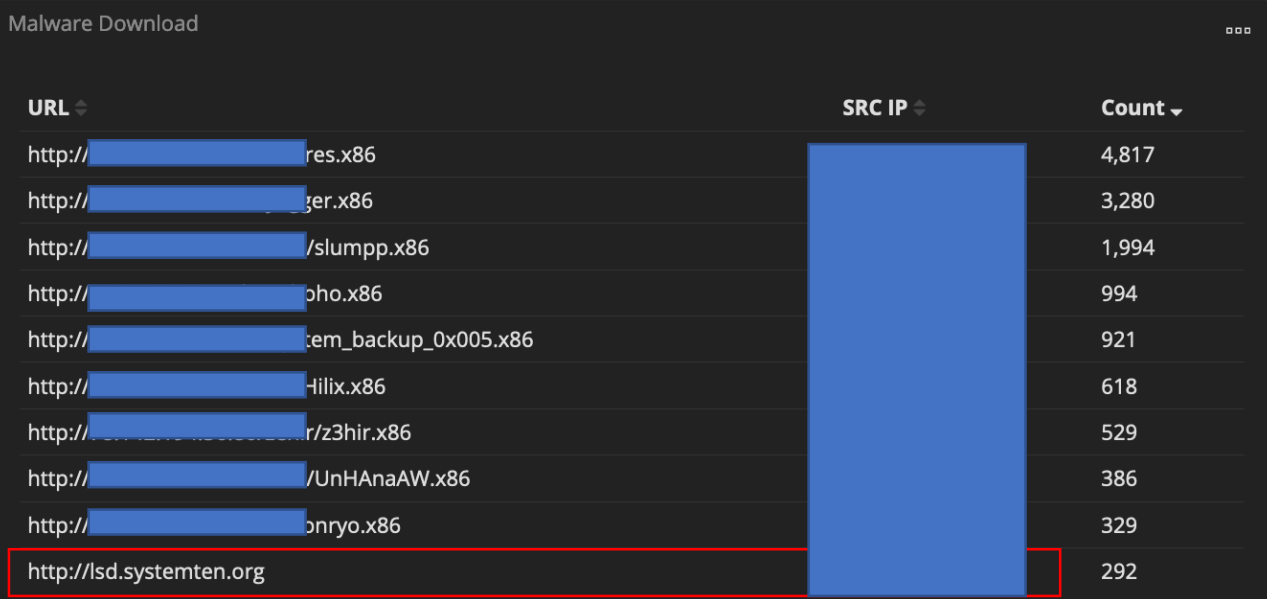 Malware Download
URL SRC IP Count
http:// res.x86 4,817
http:// ger.x86 3,280
http:// /slumpp.x86 1,994
http:// oho.x86 994
http:// tem_backup_0x005.x86 921
http:// Hilix.x86 618
http:// r/z3hir.x86 529
http:// /UnHAnaAW.x86 386
http:// onryo.x86 329
http://lsd.systemten.org 292